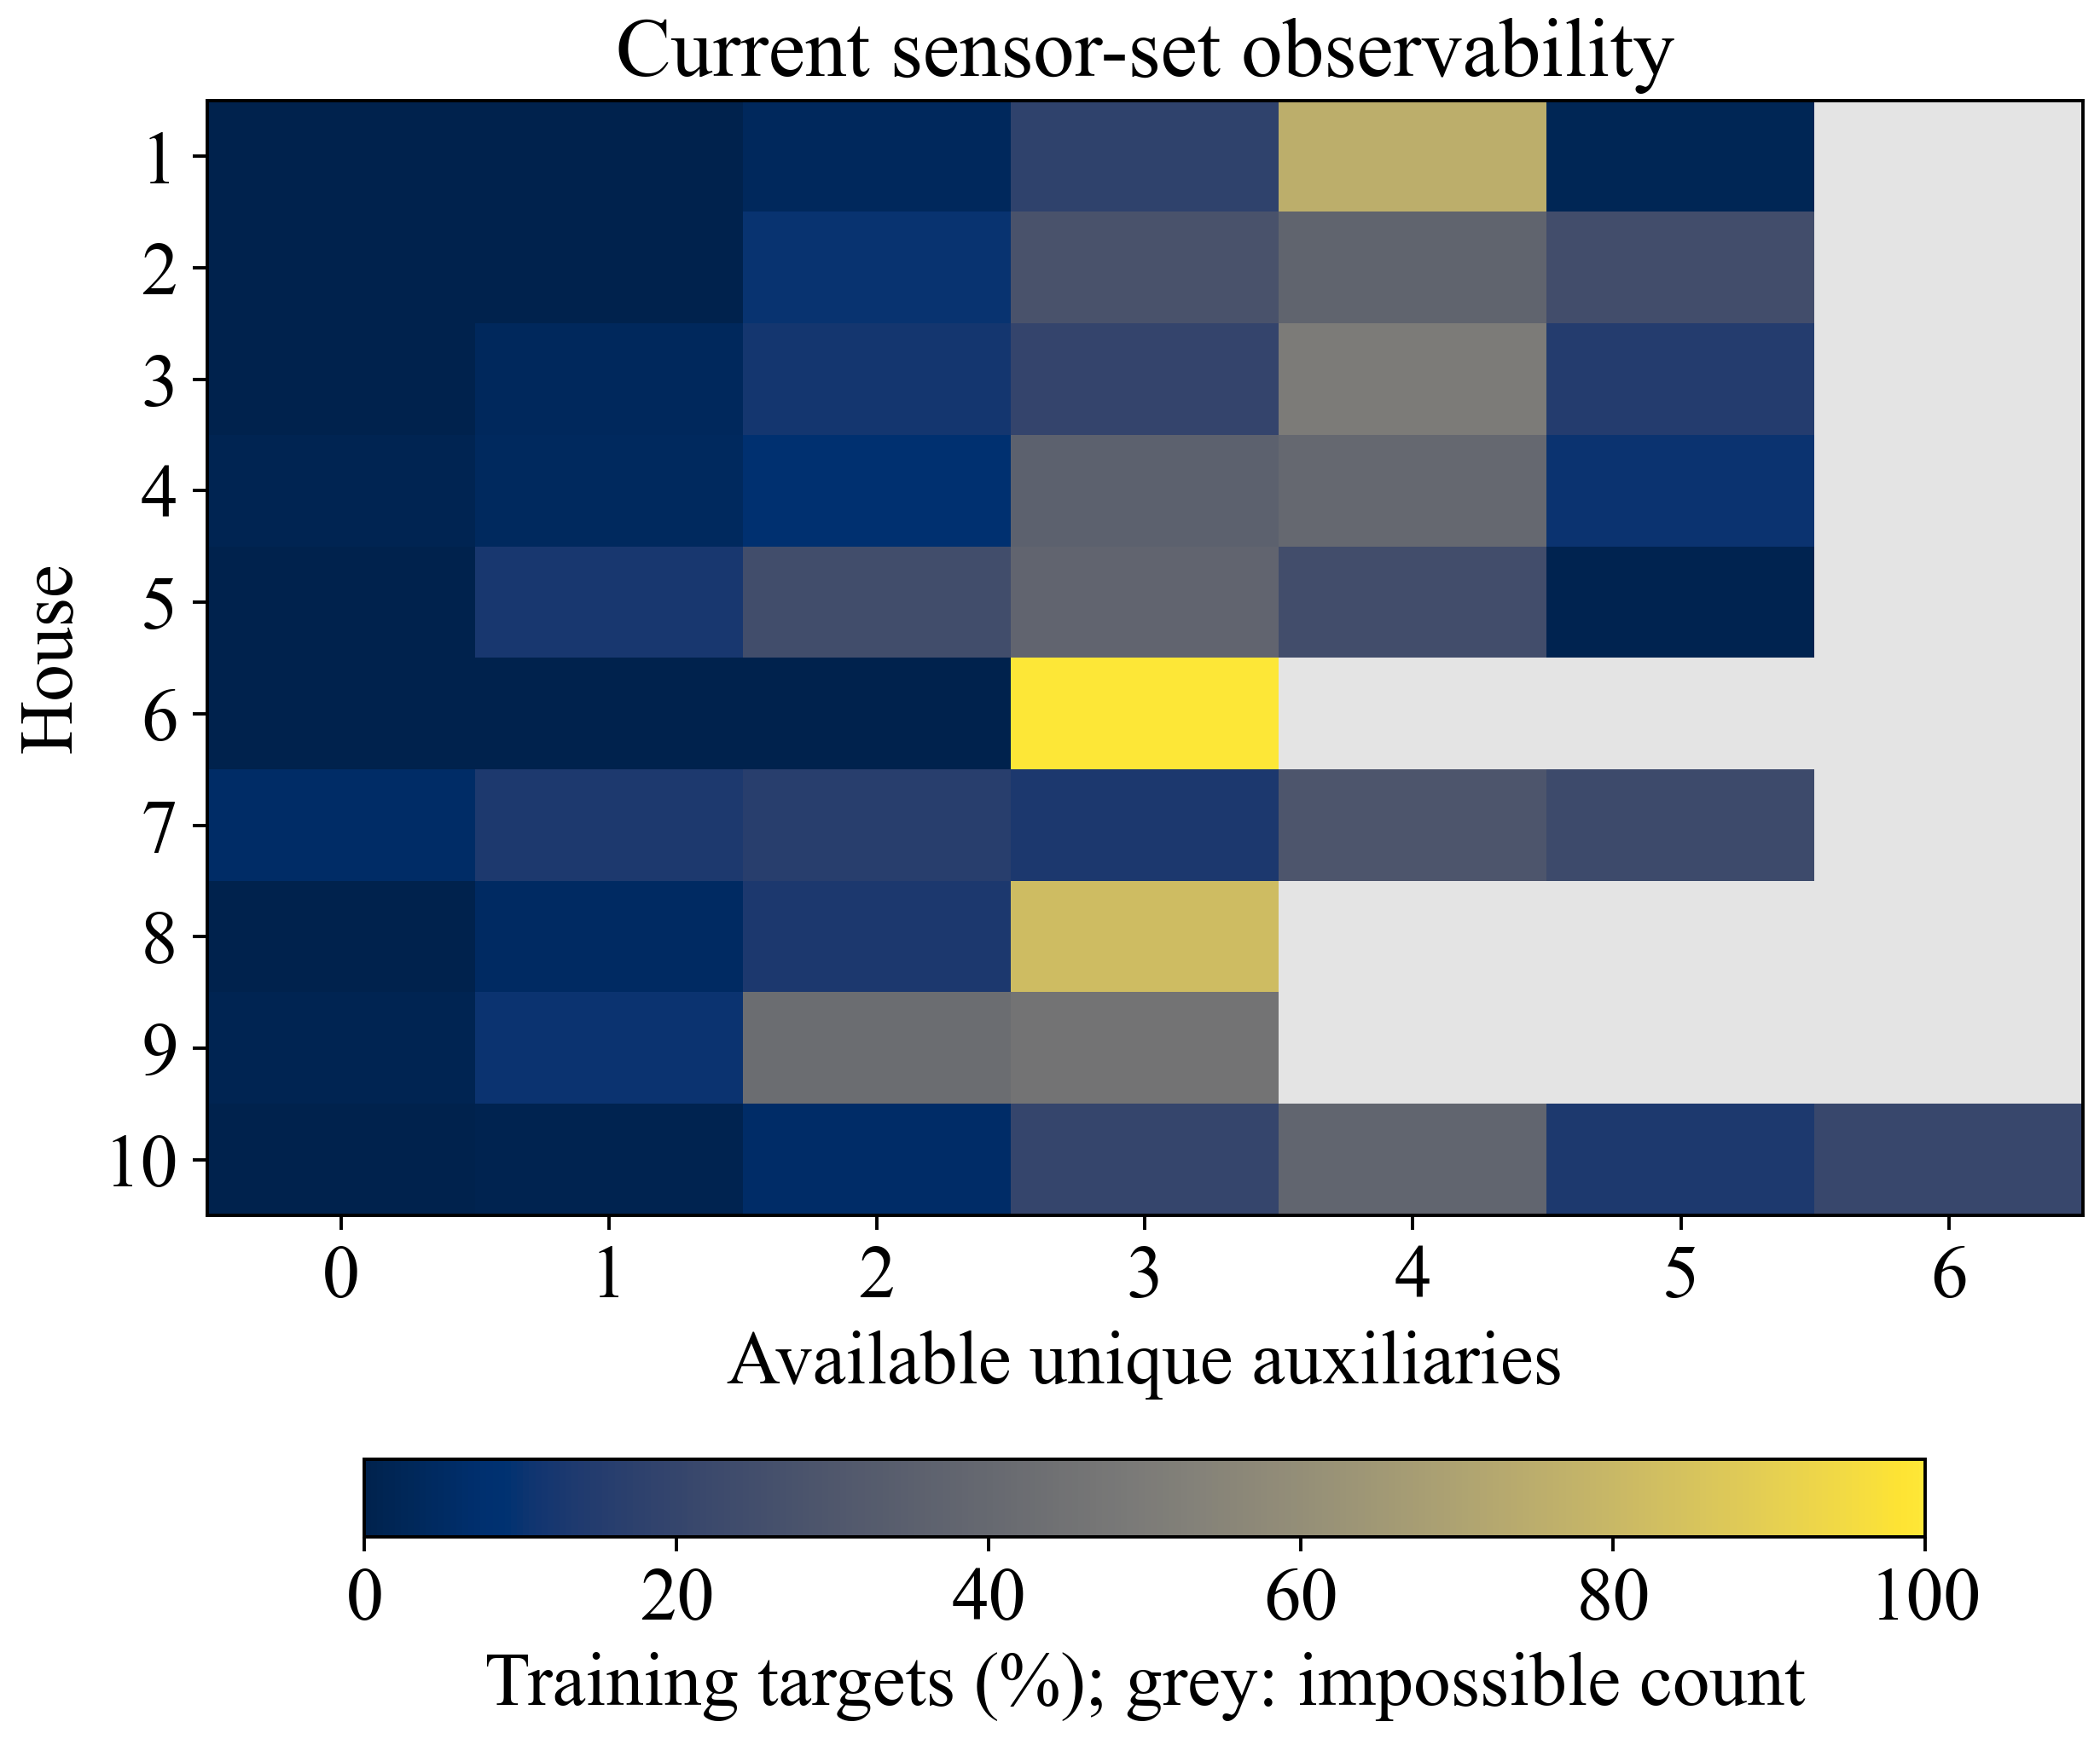 Current sensor-set observability
House
1
2
3
4
5
6
7
8
9
10
0 1 2 3 4 5 6
Available unique auxiliaries
0 20 40 60 80 100
Training targets (%); grey: impossible count